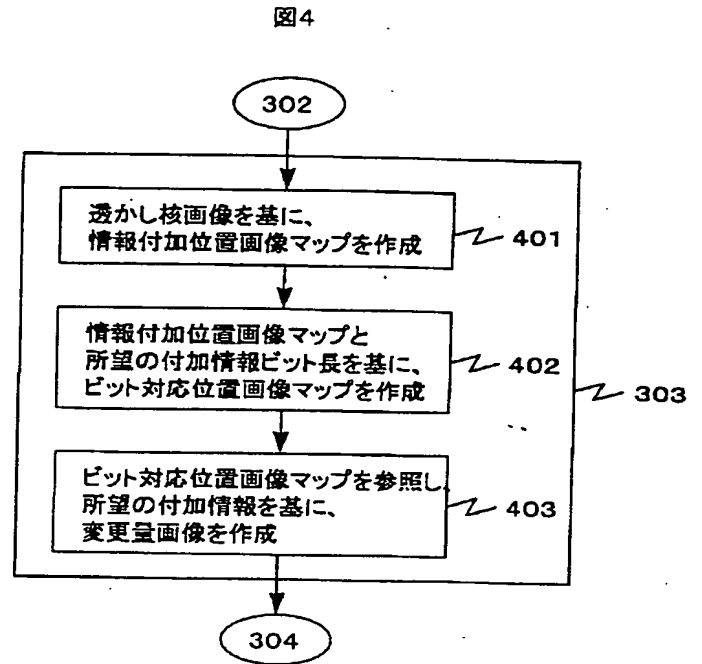 図4
302
透かし核画像を基に、
情報付加位置画像マップを作成
401
情報付加位置画像マップと
所望の付加情報ビット長を基に、
ビット対応位置画像マップを作成
402
303
ビット対応位置画像マップを参照し、
所望の付加情報を基に、
変更量画像を作成
403
304